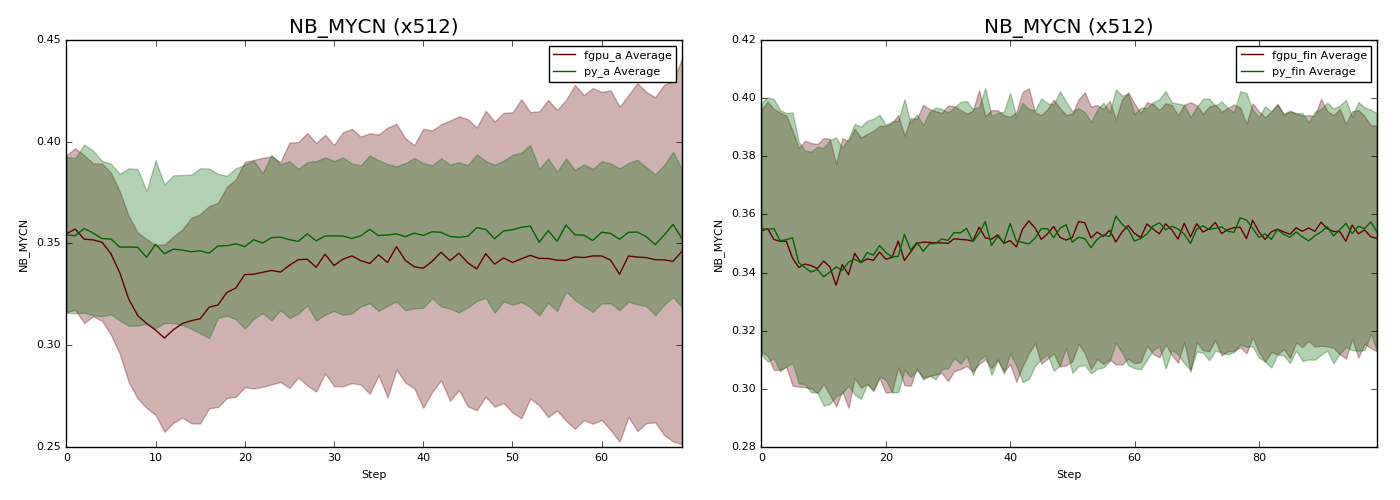 NB_MYCN (x512)
0.45
0.40
0.35
0.30
0.25
NB_MYCN
fgpu_a Average
py_a Average
0 10 20 30 40 50 60
Step
NB_MYCN (x512)
0.42
0.40
0.38
0.36
0.34
0.32
0.30
0.28
NB_MYCN
fgpu_fin Average
py_fin Average
0 20 40 60 80
Step